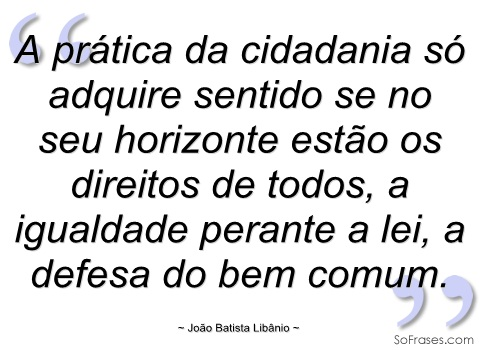 A prática da cidadania só
adquire sentido se no
seu horizonte estão os
direitos de todos, a
igualdade perante a lei, a
defesa do bem comum.
~ João Batista Libânio ~
SoFrases.com